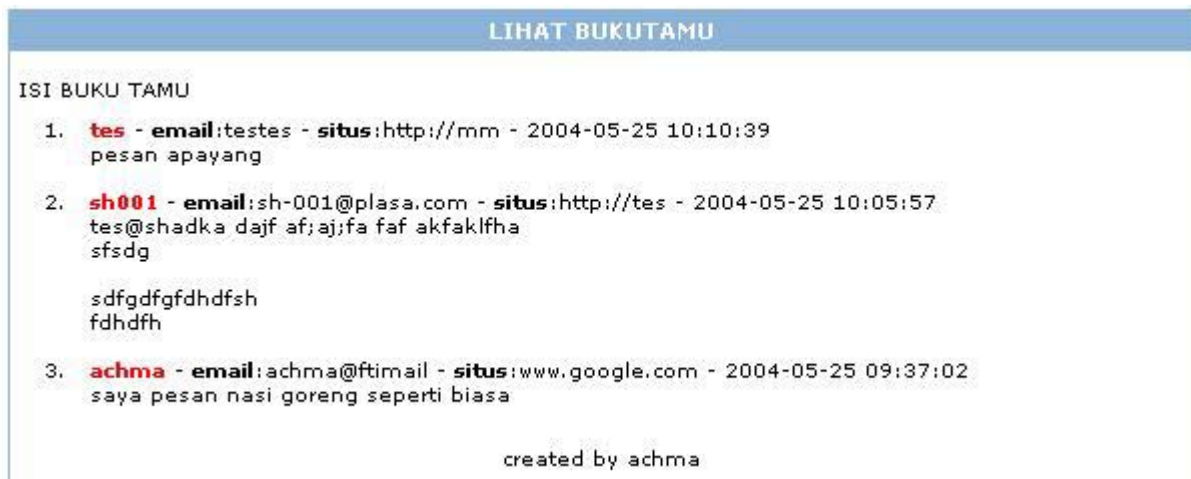 LIHAT BUKUTAMU
ISI BUKU TAMU
1. tes - email:testes - situs:http://mm - 2004-05-25 10:10:39
pesan apayang
2. sh001 - email:sh-001@plasa.com - situs:http://tes - 2004-05-25 10:05:57
tes@shadka dajf af;aj;fa faf akfaklfha
sfsdg
sdfgdfgfdhdfsh
fdhdfh
3. achma - email:achma@ftimail - situs:www.google.com - 2004-05-25 09:37:02
saya pesan nasi goreng seperti biasa
created by achma